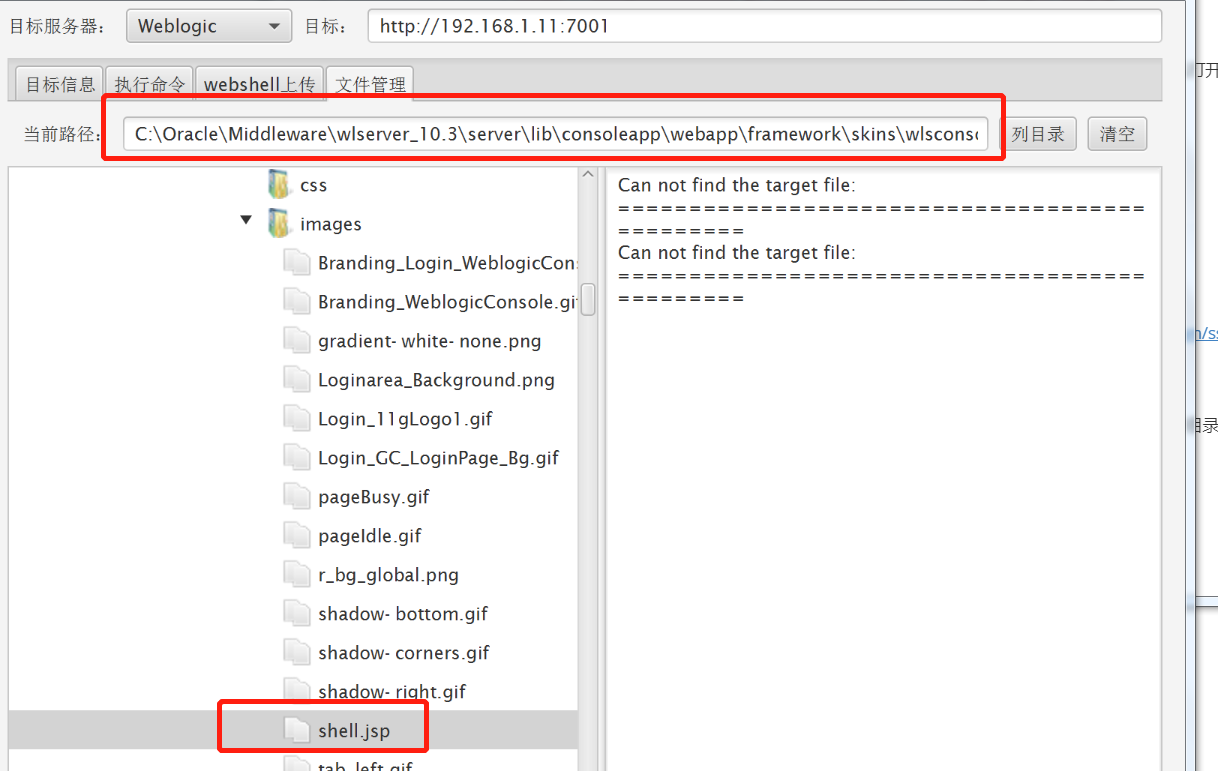 目标服务器： Weblogic 目标： http://192.168.1.11:7001
目标信息 执行命令 webshell上传 文件管理
当前路径： C:\Oracle\Middleware\wlserver_10.3\server\lib\consoleapp\webapp\framework\skins\wlsconso 列目录 清空
css
images
Branding_Login_WeblogicCons
Branding_WeblogicConsole.gif
gradient- white- none.png
Loginarea_Background.png
Login_11gLogo1.gif
Login_GC_LoginPage_Bg.gif
pageBusy.gif
pageIdle.gif
r_bg_global.png
shadow- bottom.gif
shadow- corners.gif
shadow- right.gif
shell.jsp
tab_left.gif
Can not find the target file:
=====================================
=========
Can not find the target file:
=====================================
=========
打开
n/ss
目录